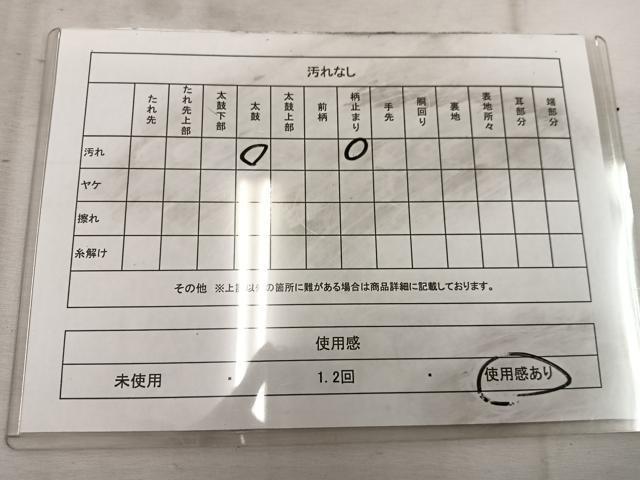 汚れなし
たれ先 たれ先上部 太鼓下部 太鼓 太鼓上部 前柄 柄止まり 手先 胴回り 裏地 表地所々 耳部分 端部分
汚れ ○ ○
ヤケ
擦れ
糸解け
その他 ※上記以外の箇所に難がある場合は商品詳細に記載しております。
使用感
未使用 ・ 1.2回 ・ 使用感あり